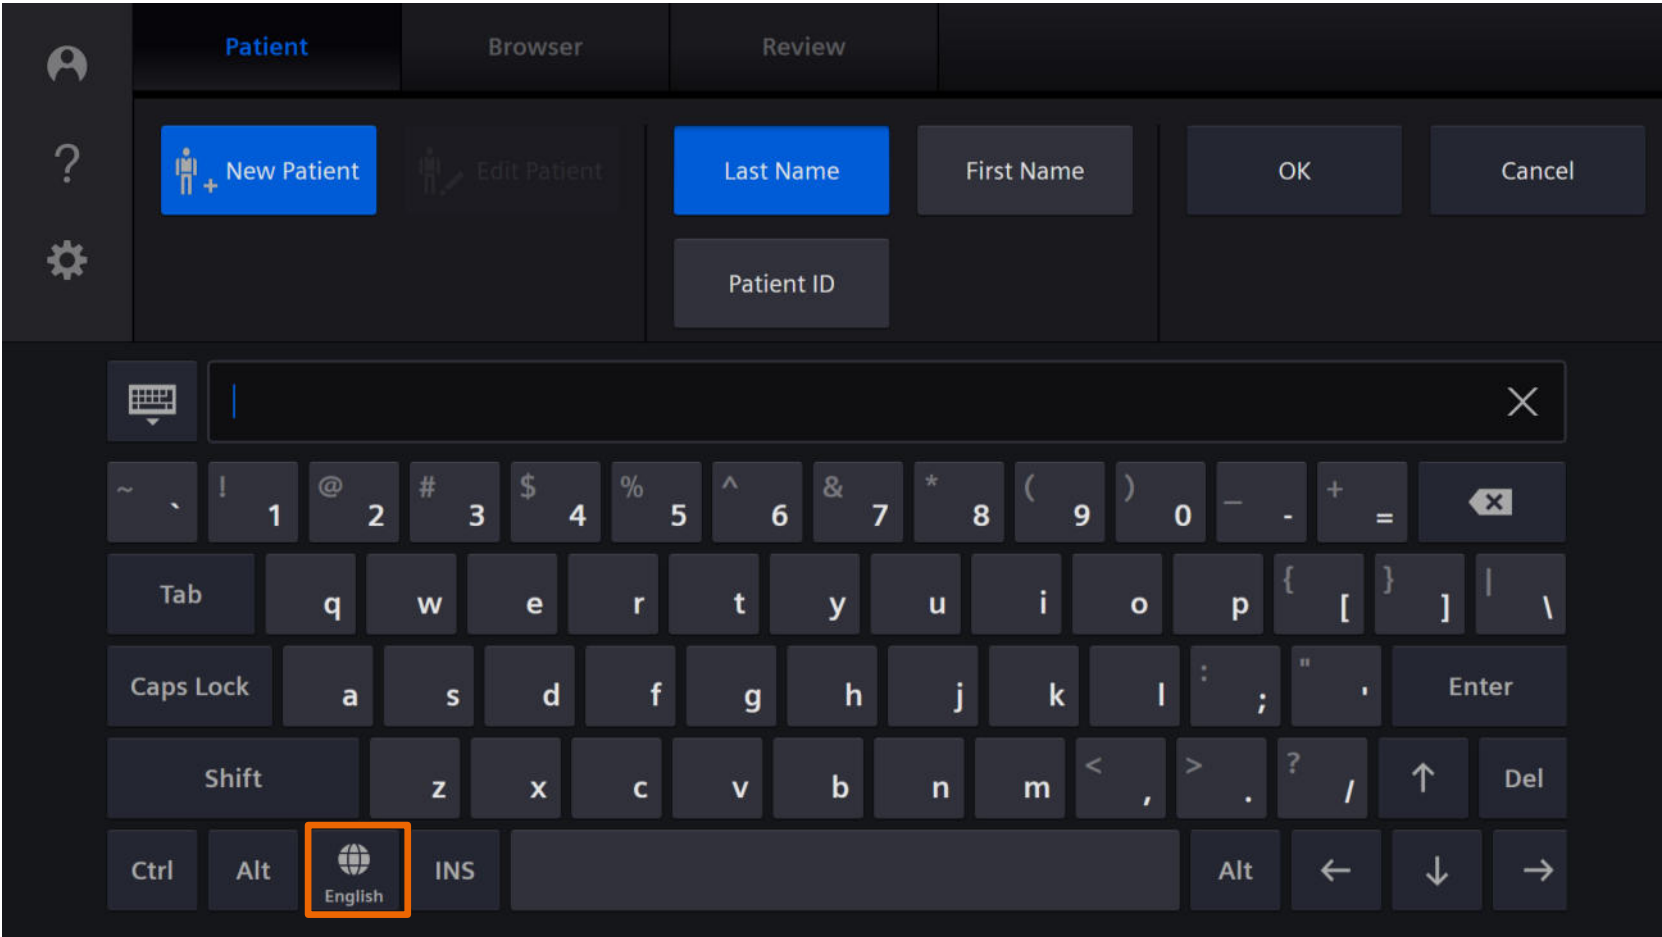 Patient Browser Review
New Patient Edit Patient Last Name First Name OK Cancel
?
Patient ID
~ ` ! 1 @ 2 # 3 $ 4 % 5 ^ 6 & 7 * 8 ( 9 ) 0 _ - + =
Tab q w e r t y u i o p { [ } ] | \
Caps Lock a s d f g h j k l : ; " ' Enter
Shift z x c v b n m < , > . ? / ↑ Del
Ctrl Alt English INS Alt ← ↓ →